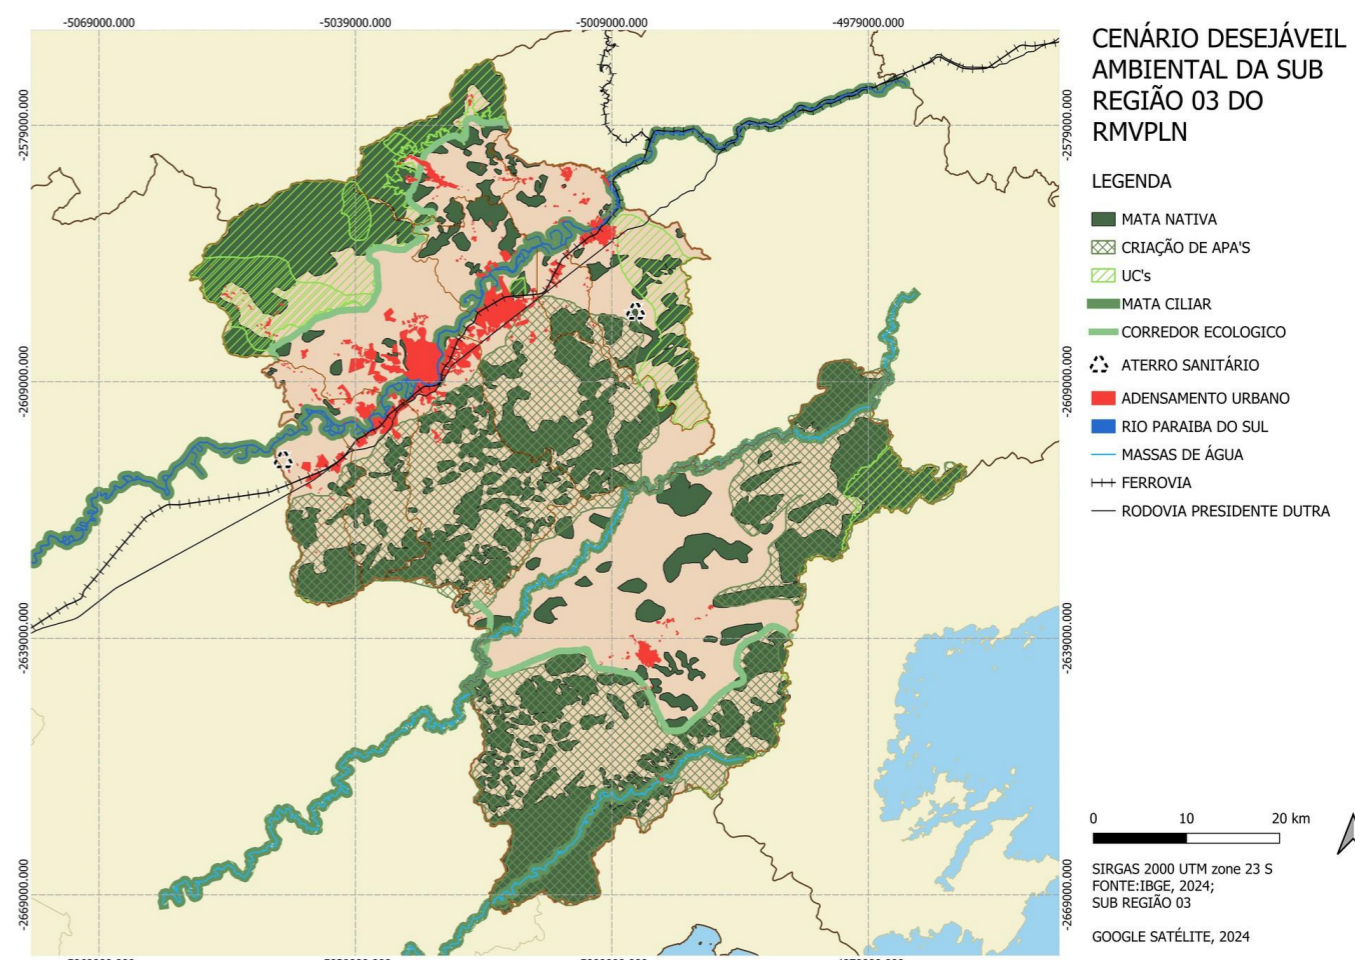 -5069000.000
-5039000.000
-5009000.000
-4979000.000
-2579000.000
-2609000.000
-2639000.000
-2669000.000
-2579000.000
-2609000.000
-2639000.000
-2669000.000
CENÁRIO DESEJÁVEIL
AMBIENTAL DA SUB
REGIÃO 03 DO
RMVPLN
LEGENDA
MATA NATIVA
CRIAÇÃO DE APA'S
UC's
MATA CILIAR
CORREDOR ECOLOGICO
ATERRO SANITÁRIO
ADENSAMENTO URBANO
RIO PARAIBA DO SUL
MASSAS DE ÁGUA
FERROVIA
RODOVIA PRESIDENTE DUTRA
0 10 20 km
SIRGAS 2000 UTM zone 23 S
FONTE:IBGE, 2024;
SUB REGIÃO 03
GOOGLE SATÉLITE, 2024